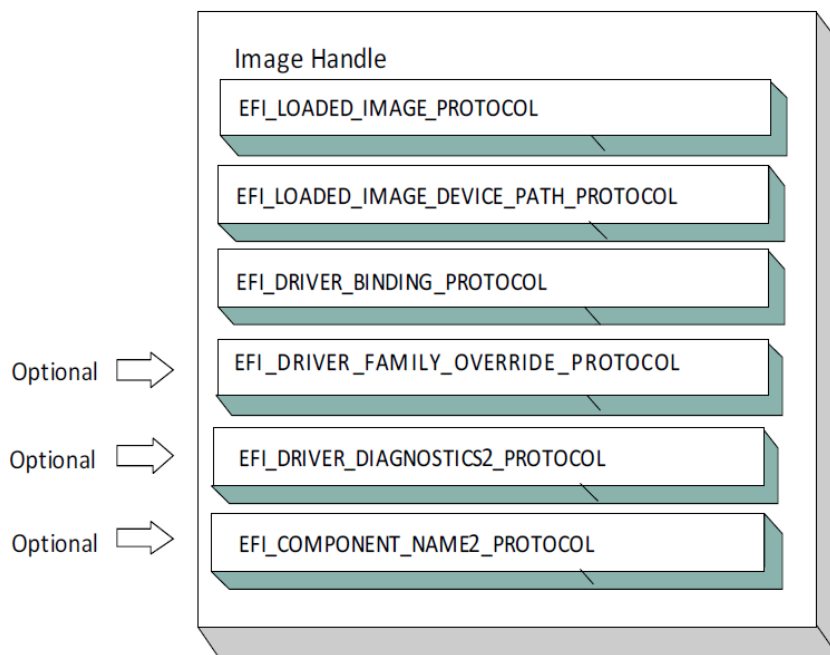 Image Handle
EFI_LOADED_IMAGE_PROTOCOL
EFI_LOADED_IMAGE_DEVICE_PATH_PROTOCOL
EFI_DRIVER_BINDING_PROTOCOL
Optional
EFI_DRIVER_FAMILY_OVERRIDE_PROTOCOL
Optional
EFI_DRIVER_DIAGNOSTICS2_PROTOCOL
Optional
EFI_COMPONENT_NAME2_PROTOCOL